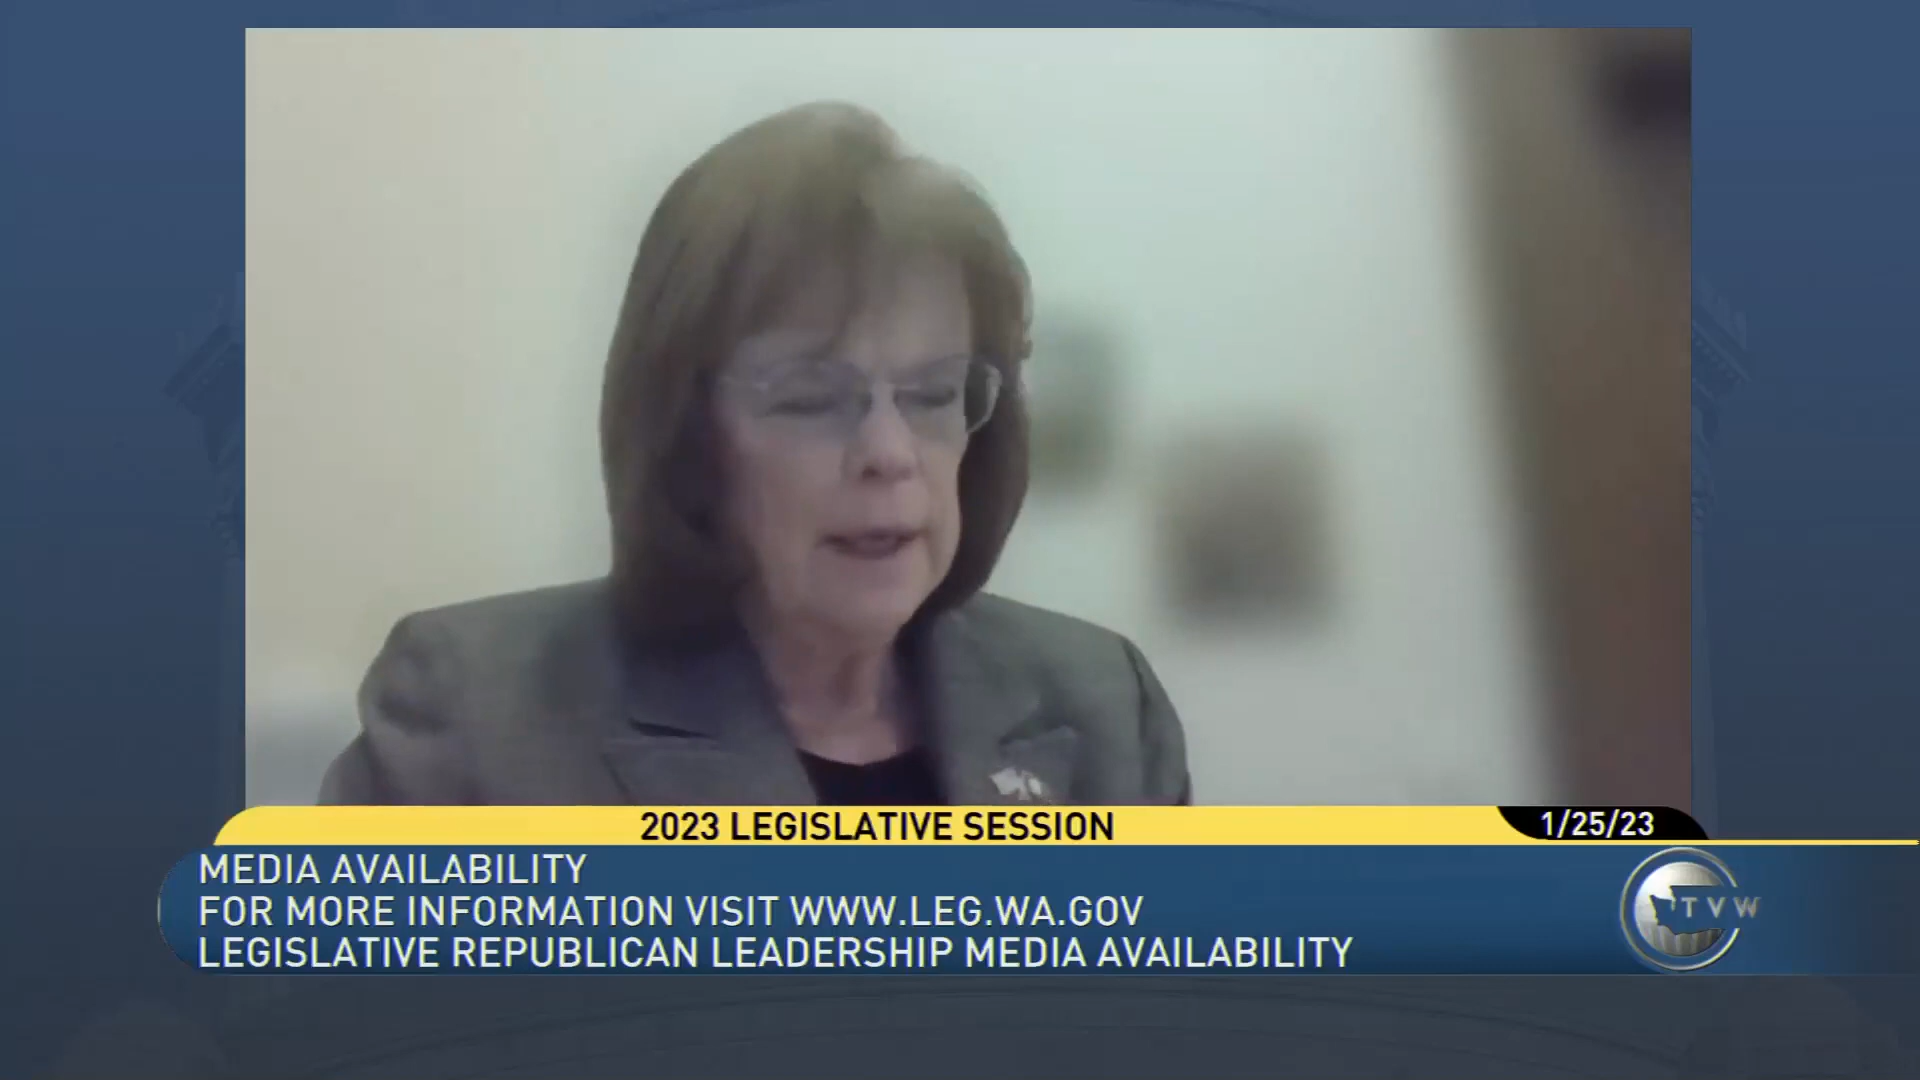 2023 LEGISLATIVE SESSION
1/25/23
MEDIA AVAILABILITY
FOR MORE INFORMATION VISIT WWW.LEG.WA.GOV
LEGISLATIVE REPUBLICAN LEADERSHIP MEDIA AVAILABILITY
TVW